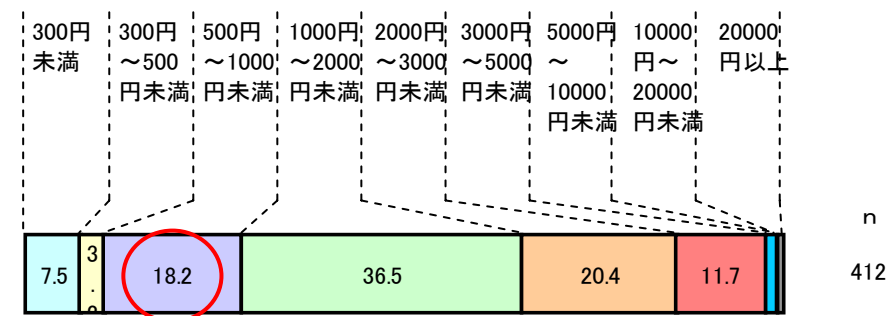 300円
未満
300円
～500
円未満
500円
～1000
円未満
1000円
～2000
円未満
2000円
～3000
円未満
3000円
～5000
円未満
5000円
～
10000
円未満
10000
円～
20000
円未満
20000
円以上
n
7.5
3
.
18.2
36.5
20.4
11.7
412